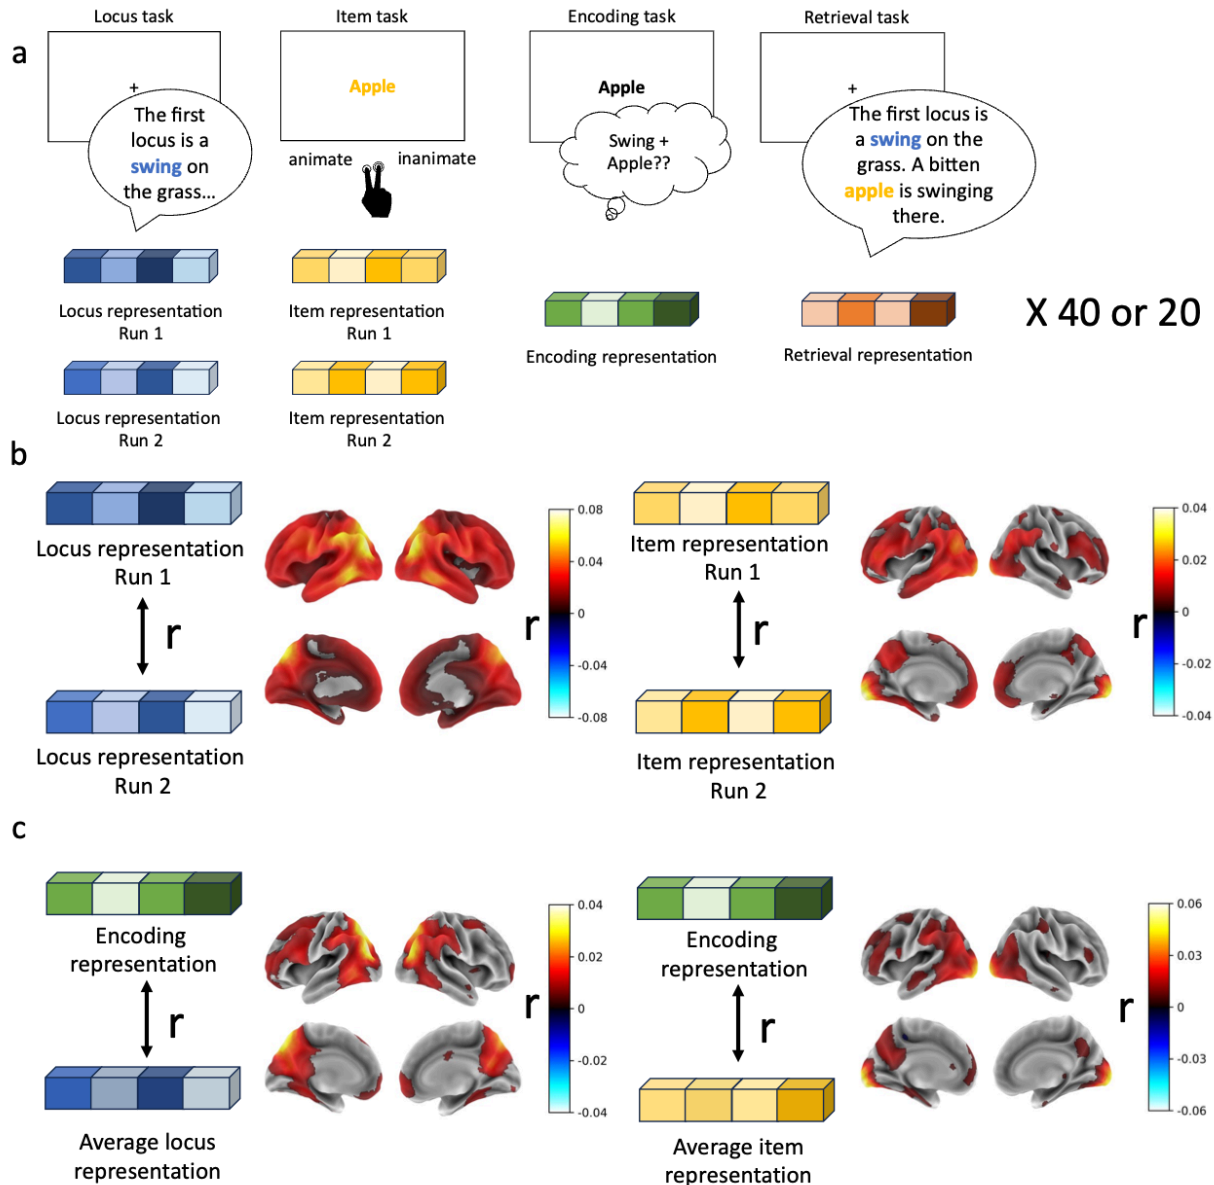 Locus task
Item task
Encoding task
Retrieval task
a
+
The first
locus is a
swing on
the grass...
Apple
animate
inanimate
Apple
Swing +
Apple??
+
The first locus is
a swing on the
grass. A bitten
apple is swinging
there.
Locus representation
Run 1
Item representation
Run 1
Encoding representation
Retrieval representation
X 40 or 20
Locus representation
Run 2
Item representation
Run 2
b
Locus representation
Run 1
r
Locus representation
Run 2
0.08
0.04
0
-0.04
-0.08
r
Item representation
Run 1
r
Item representation
Run 2
0.04
0.02
0
-0.02
-0.04
r
c
Encoding
representation
r
Average locus
representation
0.04
0.02
0
-0.02
-0.04
r
Encoding
representation
r
Average item
representation
0.06
0.03
0
-0.03
-0.06
r